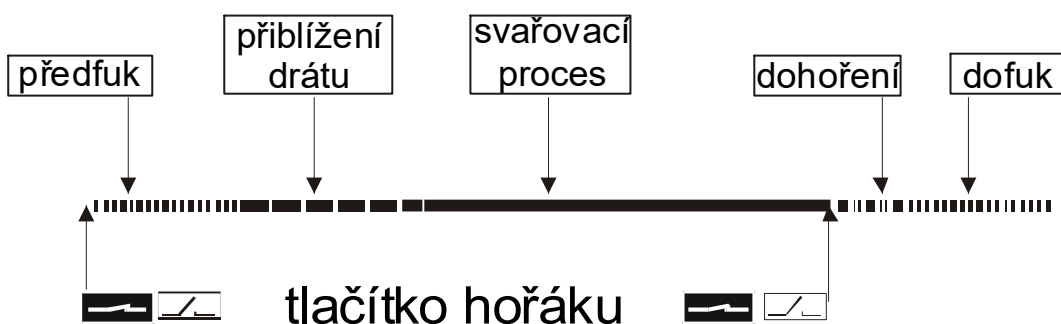 předfuk
přiblížení
drátu
svařovací
proces
dohoření
dofuk
tlačítko hořáku